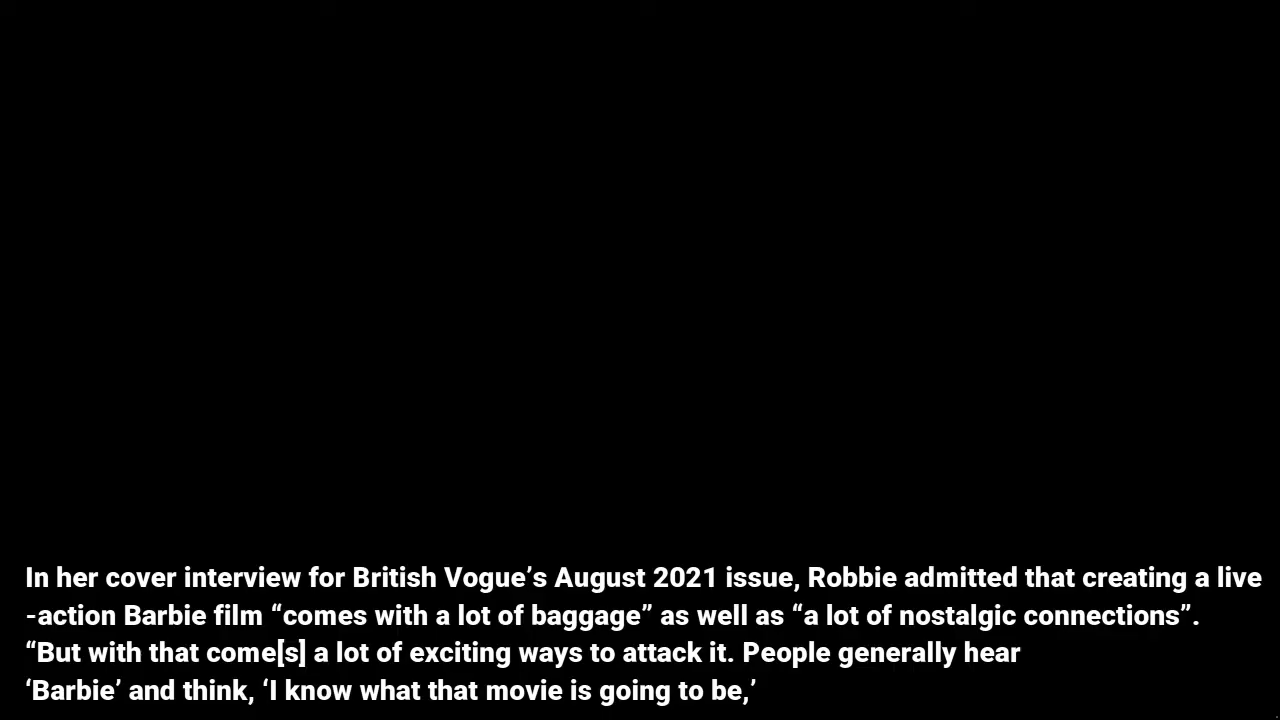 In her cover interview for British Vogue’s August 2021 issue, Robbie admitted that creating a live
-action Barbie film “comes with a lot of baggage” as well as “a lot of nostalgic connections”.
“But with that come[s] a lot of exciting ways to attack it. People generally hear
‘Barbie’ and think, ‘I know what that movie is going to be,’